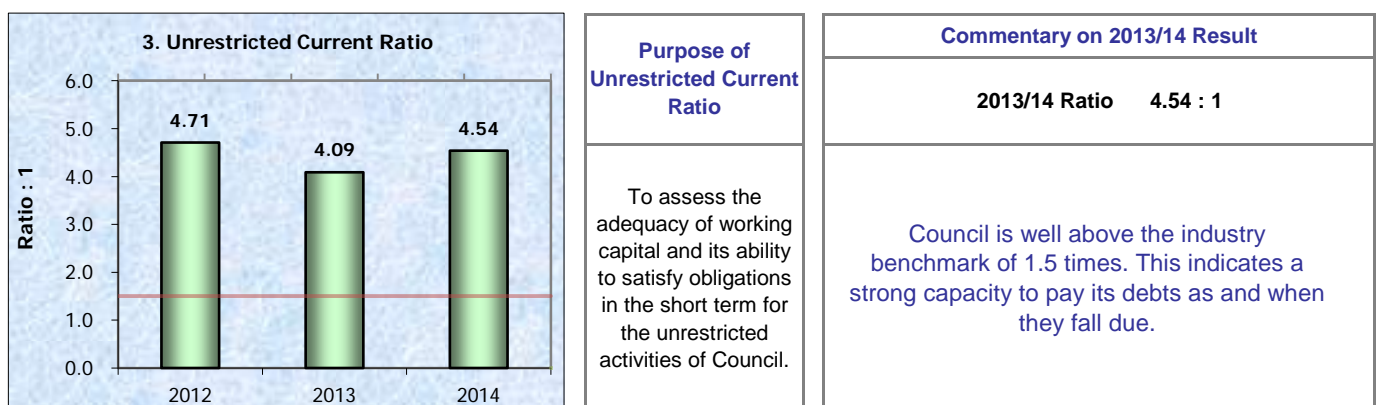 3. Unrestricted Current Ratio
6.0
5.0
4.0
3.0
2.0
1.0
0.0
Ratio : 1
4.71
4.09
4.54
2012
2013
2014
Purpose of
Unrestricted Current
Ratio
To assess the
adequacy of working
capital and its ability
to satisfy obligations
in the short term for
the unrestricted
activities of Council.
Commentary on 2013/14 Result
2013/14 Ratio 4.54 : 1
Council is well above the industry
benchmark of 1.5 times. This indicates a
strong capacity to pay its debts as and when
they fall due.